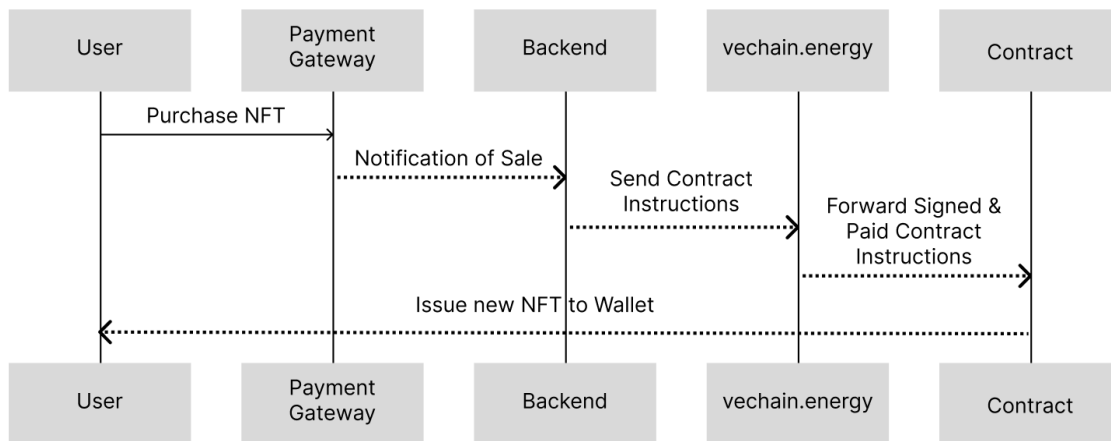 User
Payment
Gateway
Backend
vechain.energy
Contract
Purchase NFT
Notification of Sale
Send Contract
Instructions
Forward Signed &
Paid Contract
Instructions
Issue new NFT to Wallet
User
Payment
Gateway
Backend
vechain.energy
Contract